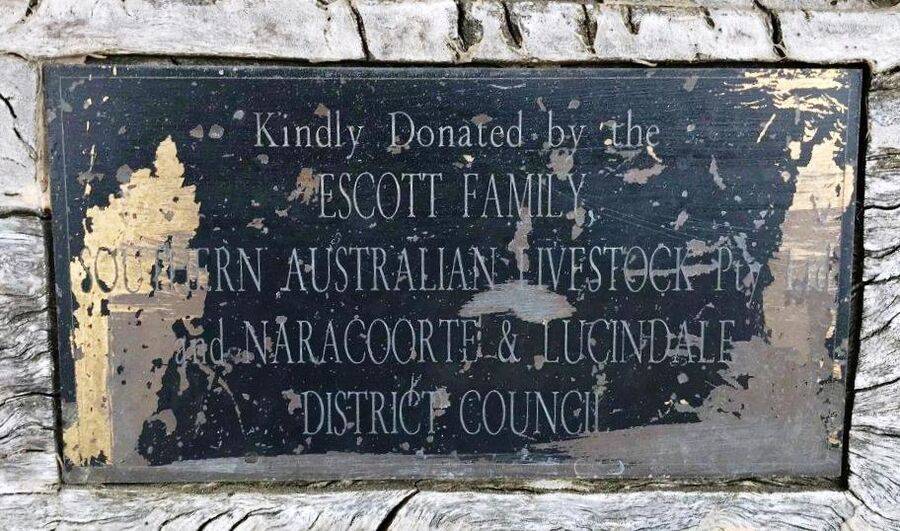 Kindly Donated by the
ESCOTT FAMILY,
SOUTHERN AUSTRALIAN LIVESTOCK Pty Ltd
and NARACOORTE & LUCINDALE
DISTRICT COUNCIL